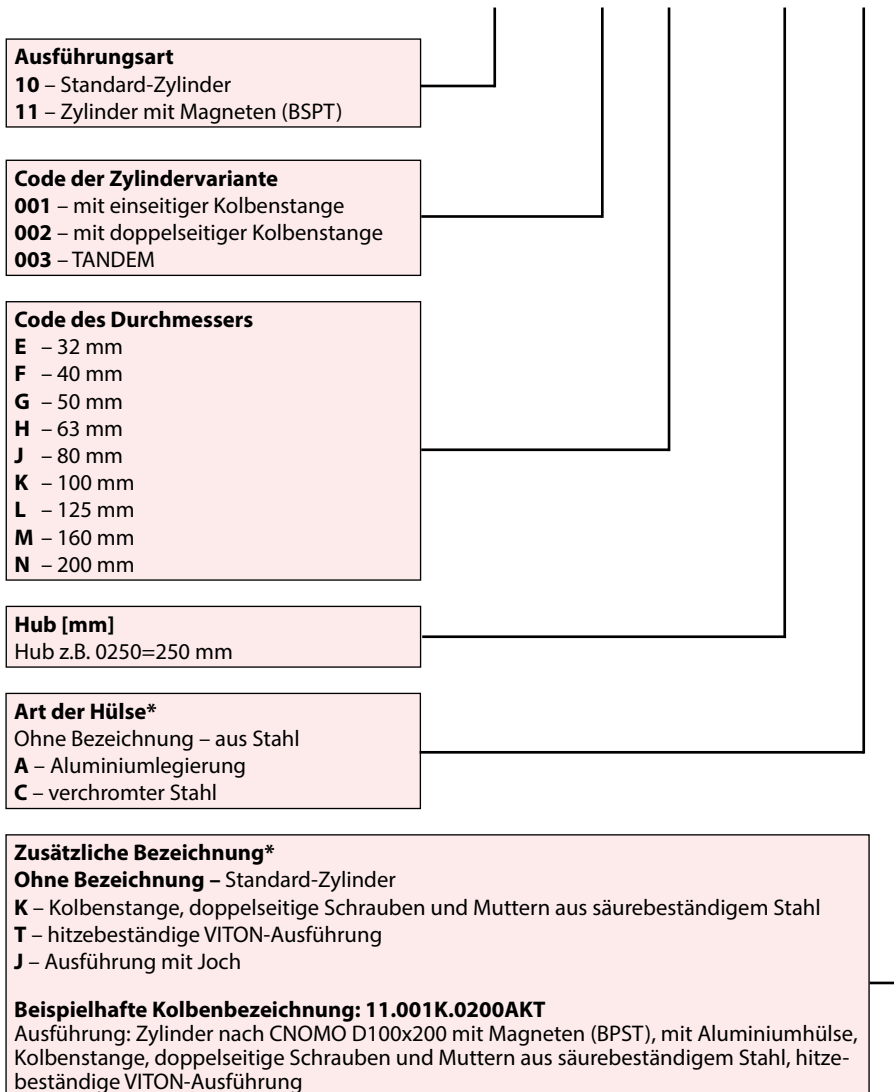 Ausführungsart
10 – Standard-Zylinder
11 – Zylinder mit Magneten (BSPT)
Code der Zylindervariante
001 – mit einseitiger Kolbenstange
002 – mit doppelseitiger Kolbenstange
003 – TANDEM
Code des Durchmessers
E – 32 mm
F – 40 mm
G – 50 mm
H – 63 mm
J – 80 mm
K – 100 mm
L – 125 mm
M – 160 mm
N – 200 mm
Hub [mm]
Hub z.B. 0250=250 mm
Art der Hülse*
Ohne Bezeichnung – aus Stahl
A – Aluminiumlegierung
C – verchromter Stahl
Zusätzliche Bezeichnung*
Ohne Bezeichnung – Standard-Zylinder
K – Kolbenstange, doppelseitige Schrauben und Muttern aus säurebeständigem Stahl
T – hitzebeständige VITON-Ausführung
J – Ausführung mit Joch
Beispielhafte Kolbenbezeichnung: 11.001K.0200AKT
Ausführung: Zylinder nach CNOMO D100x200 mit Magneten (BPST), mit Aluminiumhülse,
Kolbenstange, doppelseitige Schrauben und Muttern aus säurebeständigem Stahl, hitze-
beständige VITON-Ausführung